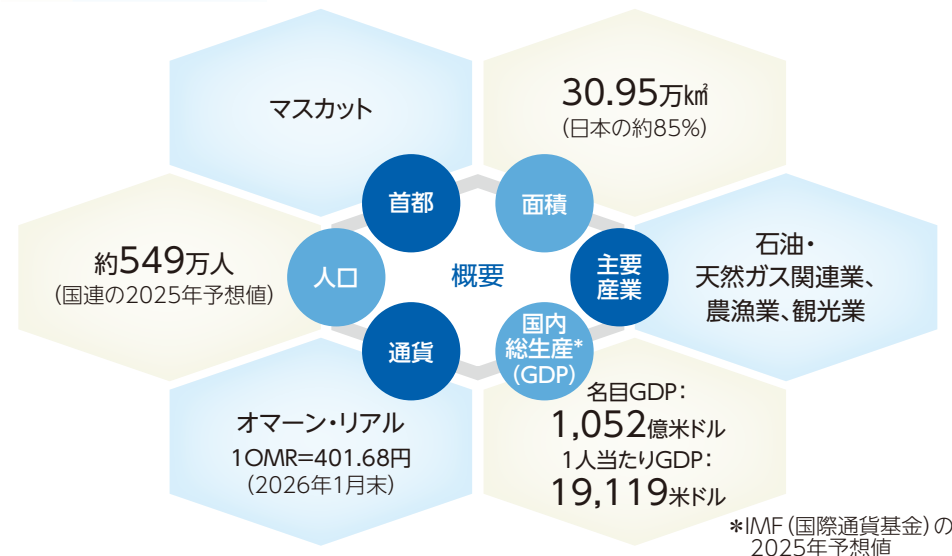 マスカット
首都
30.95万㎢
(日本の約85%)
面積
約549万人
(国連の2025年予想値)
人口
概要
主要
産業
石油・
天然ガス関連業、
農漁業、観光業
通貨
オマーン・リアル
1OMR=401.68円
(2026年1月末)
国内
総生産*
(GDP)
名目GDP:
1,052億米ドル
1人当たりGDP:
19,119米ドル
*IMF(国際通貨基金)の
2025年予想値